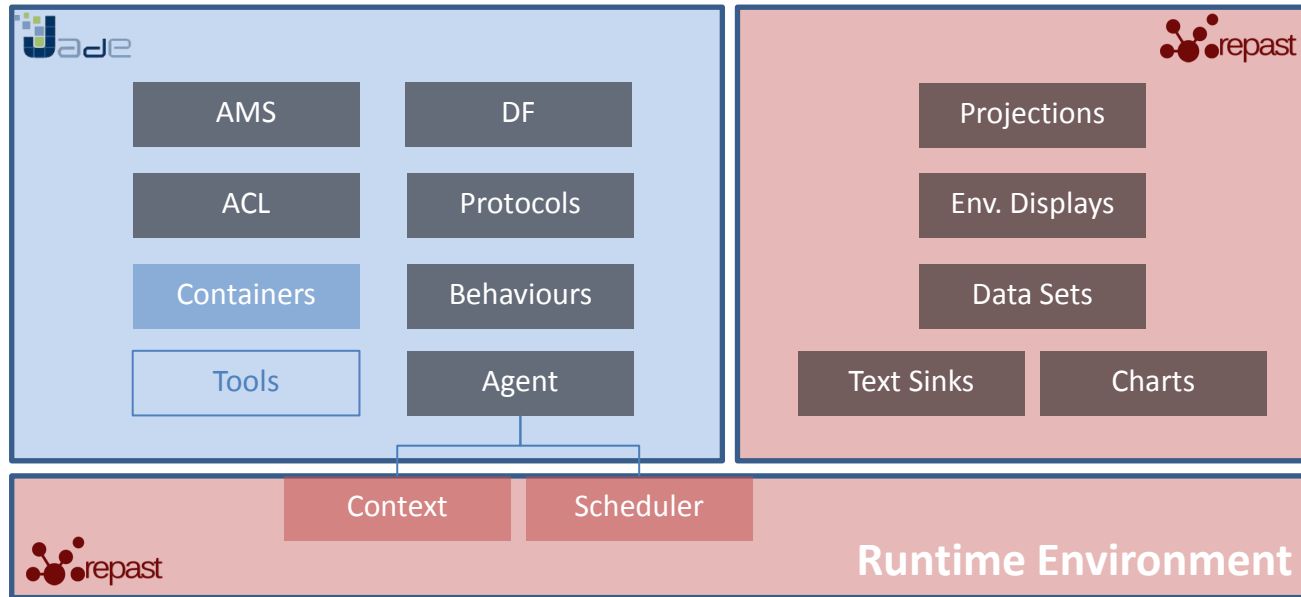 Jade
AMS
DF
ACL
Protocols
Containers
Behaviours
Tools
Agent
repast
Projections
Env. Displays
Data Sets
Text Sinks
Charts
Context
Scheduler
repast
Runtime Environment